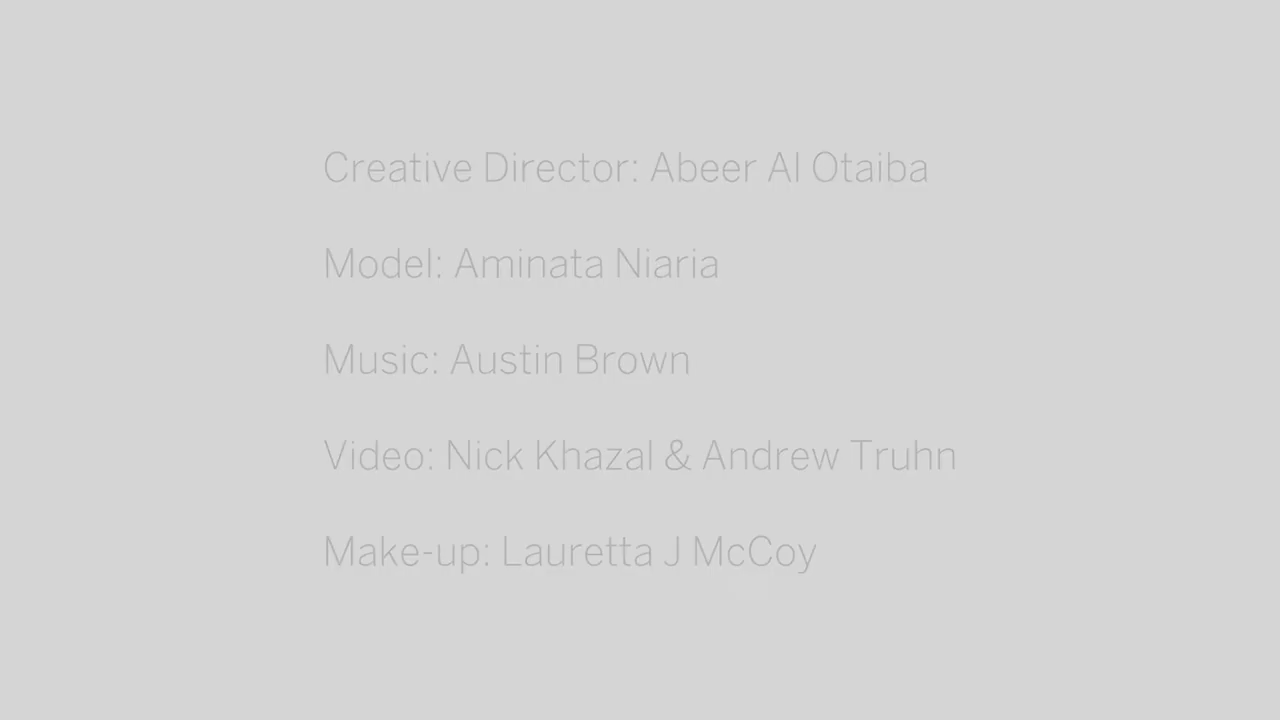 Creative Director: Abeer Al Otaiba
Model: Aminata Niaria
Music: Austin Brown
Video: Nick Khazal & Andrew Truhn
Make-up: Lauretta J McCoy